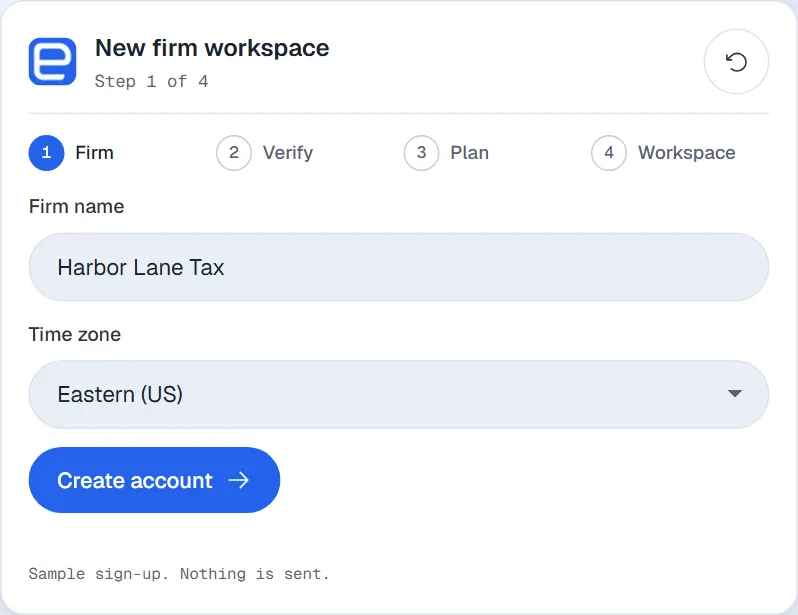 New firm workspace
Step 1 of 4
1 Firm 2 Verify 3 Plan 4 Workspace
Firm name
Harbor Lane Tax
Time zone
Eastern (US)
Create account
Sample sign-up. Nothing is sent.